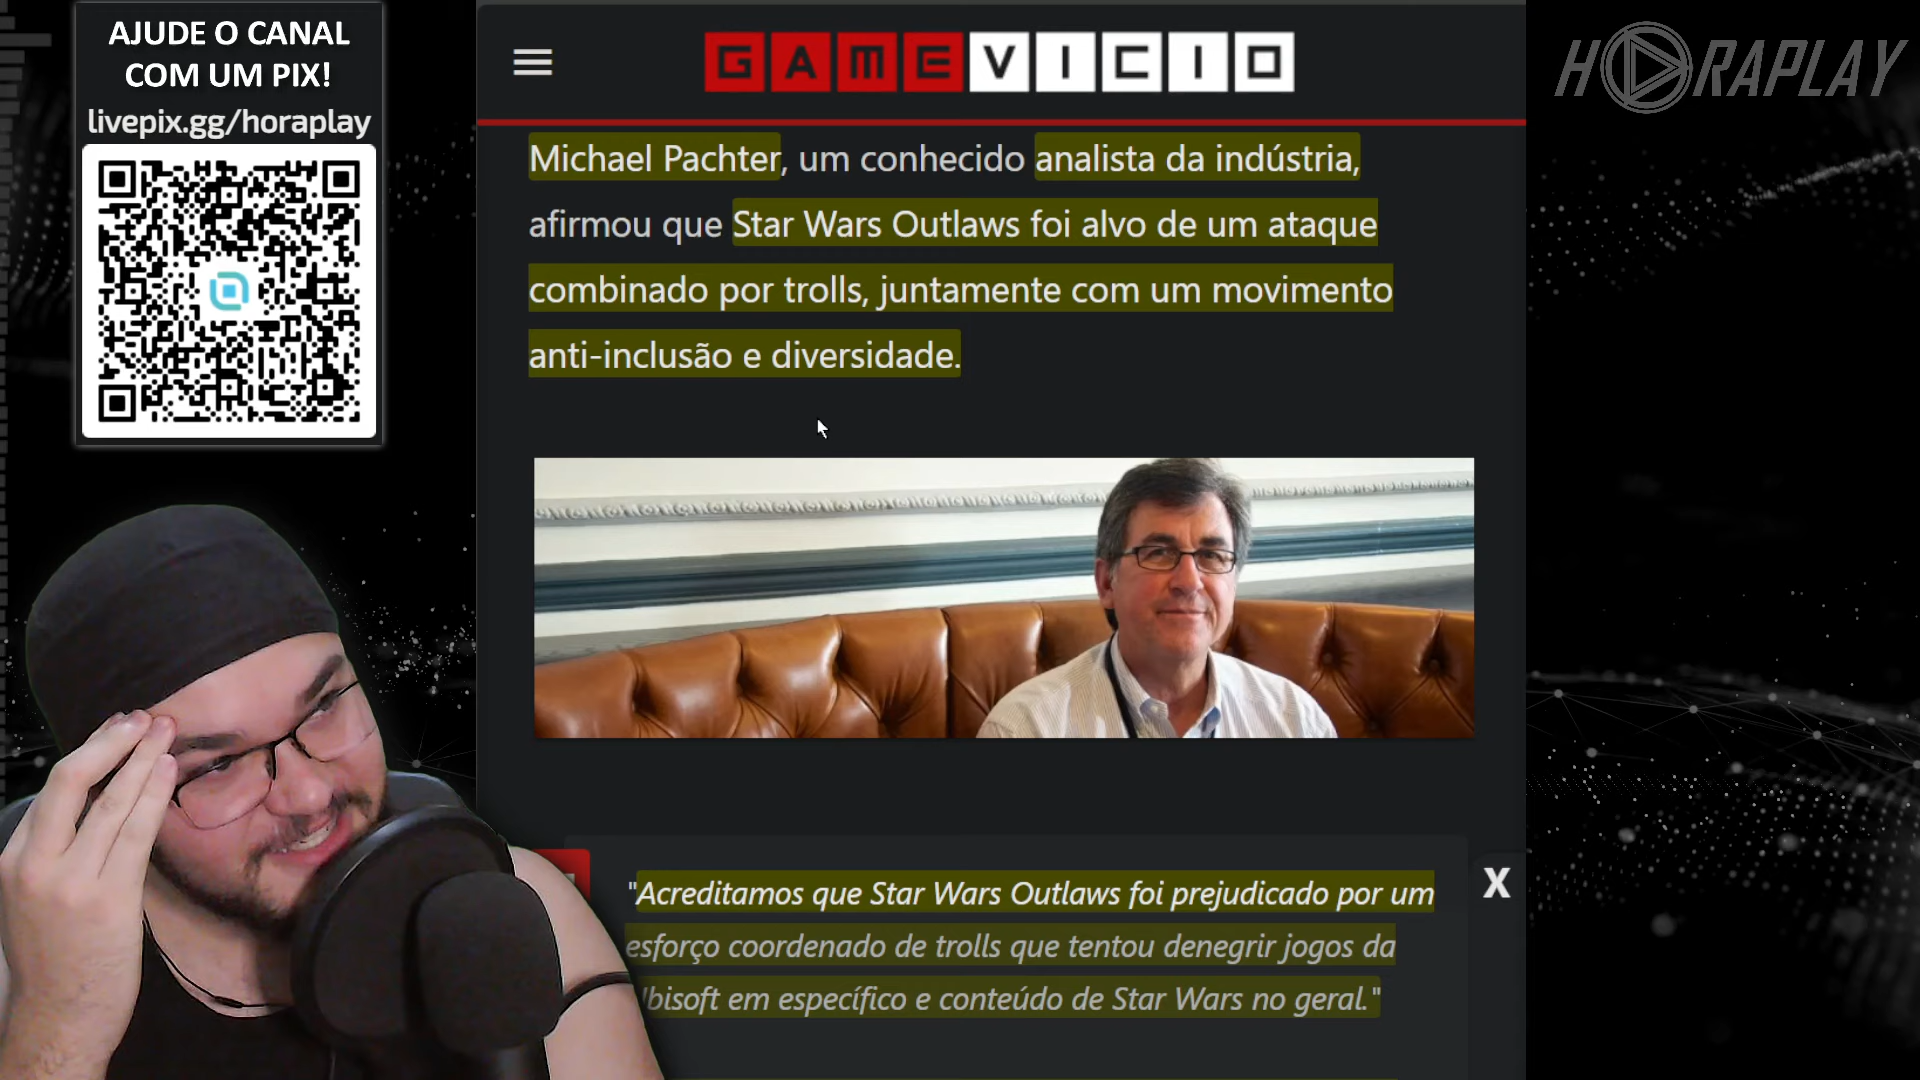 AJUDE O CANAL
COM UM PIX!
livepix.gg/horaplay
GAMEVICIO
HORAPLAY
Michael Pachter, um conhecido analista da indústria,
afirmou que Star Wars Outlaws foi alvo de um ataque
combinado por trolls, juntamente com um movimento
anti-inclusão e diversidade.
"Acreditamos que Star Wars Outlaws foi prejudicado por um
esforço coordenado de trolls que tentou denegrir jogos da
Ubisoft em específico e conteúdo de Star Wars no geral."
X